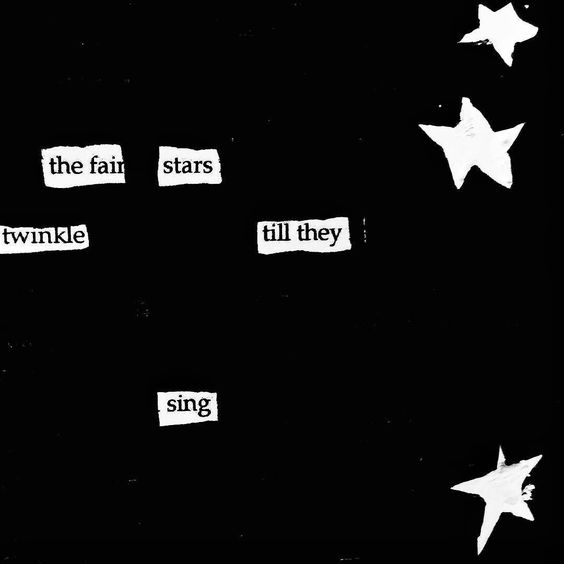 the fair stars
twinkle till they
sing